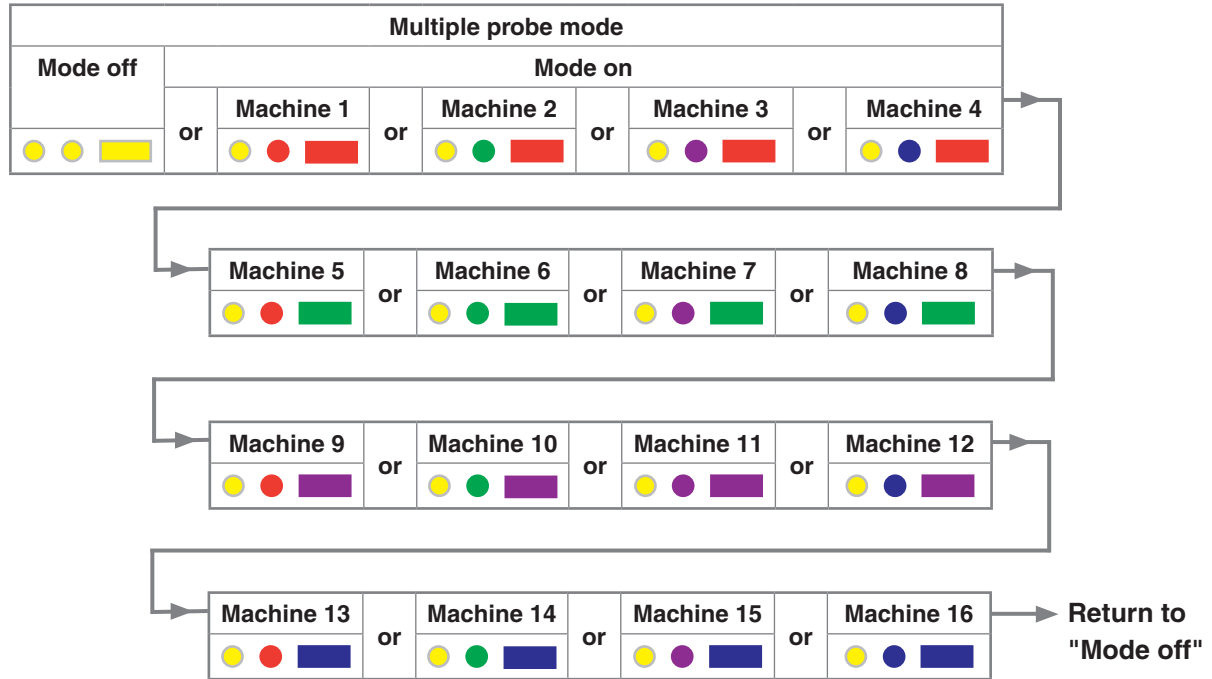 Multiple probe mode
Mode off
Mode on
or
Machine 1
or
Machine 2
or
Machine 3
or
Machine 4
Machine 5
or
Machine 6
or
Machine 7
or
Machine 8
Machine 9
or
Machine 10
or
Machine 11
or
Machine 12
Machine 13
or
Machine 14
or
Machine 15
or
Machine 16
Return to
"Mode off"